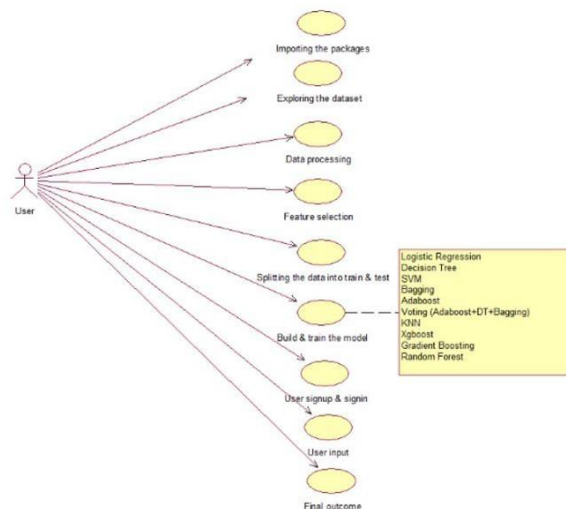 Importing the packages
Exploring the dataset
Data processing
User
Feature selection
Splitting the data into train & test
Logistic Regression
Decision Tree
SVM
Bagging
Adaboost
Voting (Adaboost+DT+Bagging)
KNN
Xgboost
Gradient Boosting
Random Forest
Build & train the model
User signup & signin
User input
Final outcome